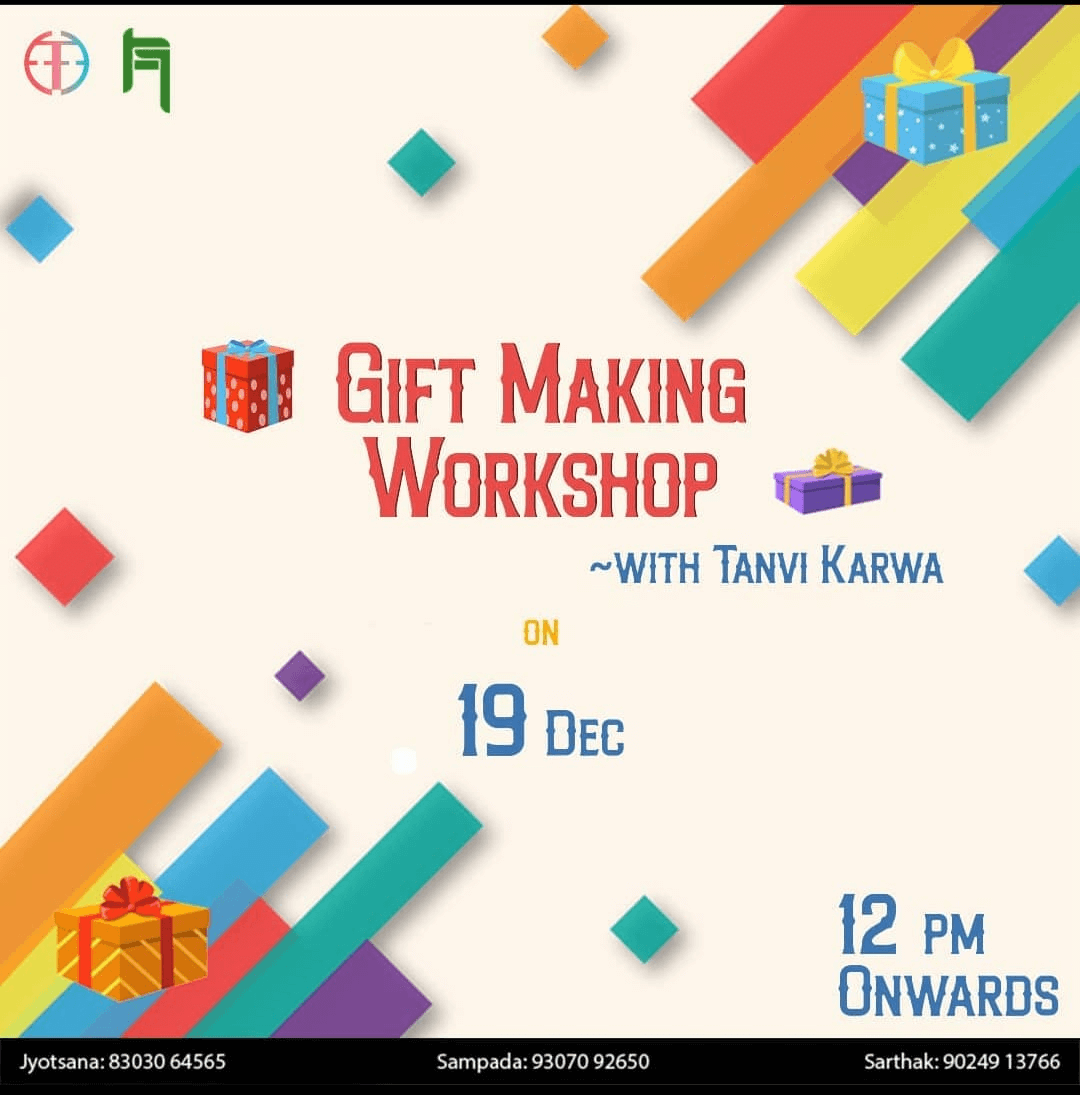 Gift Making
Workshop
~with Tanvi Karwa
on
19 Dec
12 pm
Onwards
Jyotsana: 83030 64565
Sampada: 93070 92650
Sarthak: 90249 13766